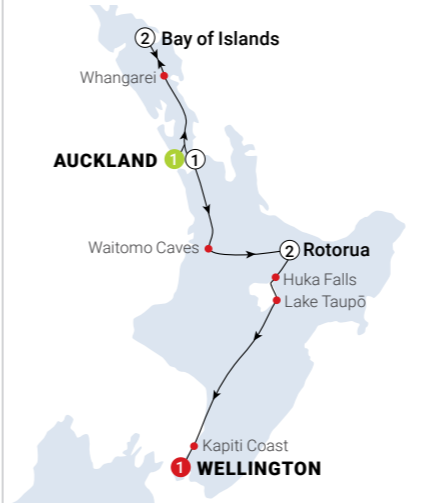 2 Bay of Islands
Whangarei
AUCKLAND 1 1
Waitomo Caves
2 Rotorua
Huka Falls
Lake Taupō
Kapiti Coast
1 WELLINGTON